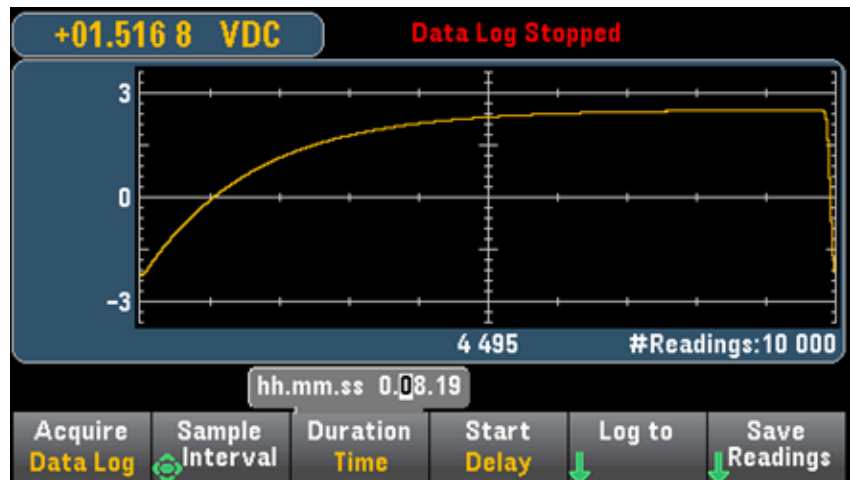 +01.516 8 VDC
Data Log Stopped
3
0
-3
4 495 #Readings:10 000
hh.mm.ss 0.08.19
Acquire Sample Duration Start Log to Save
Data Log Interval Time Delay Readings